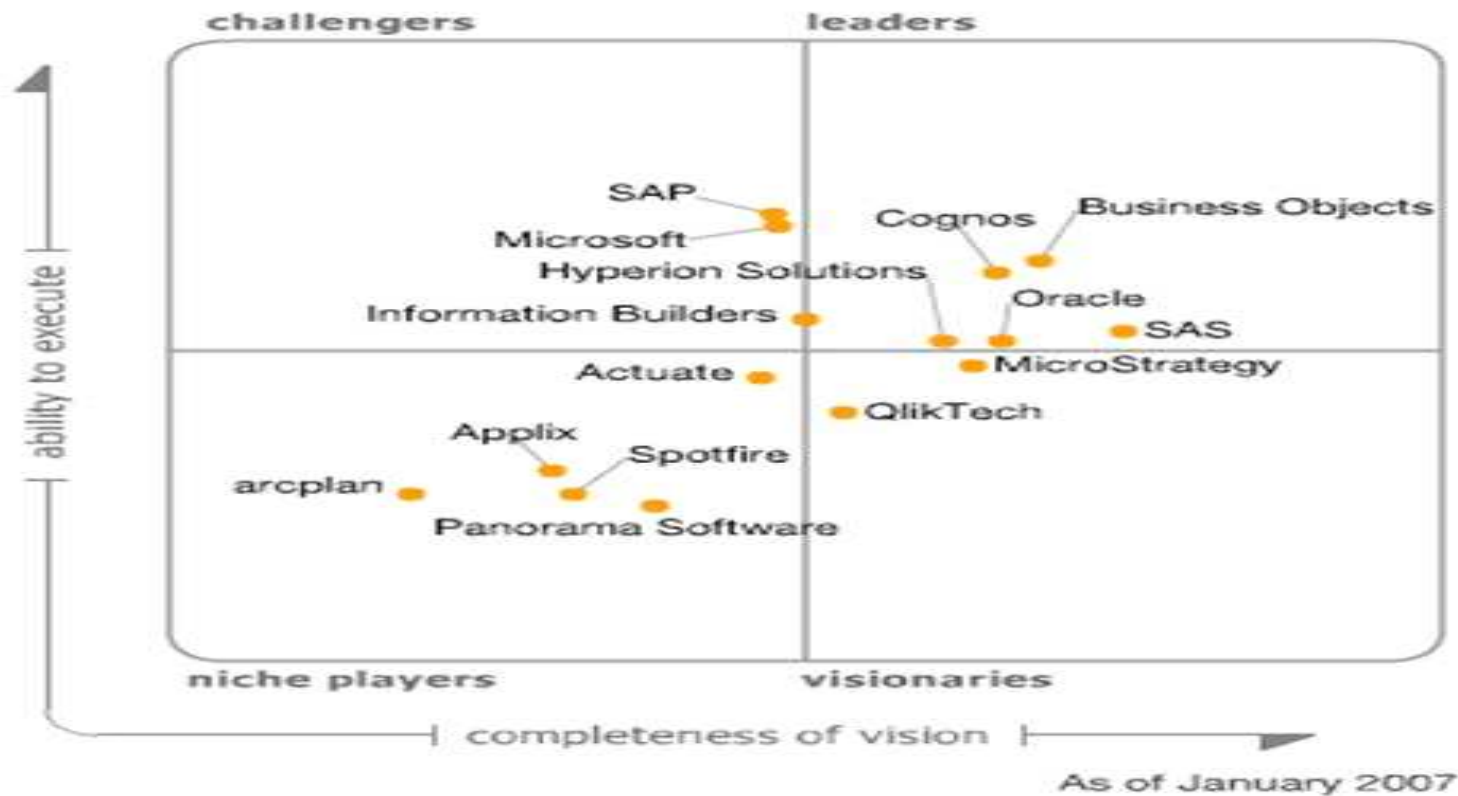 challengers
leaders
SAP
Business Objects
Cognos
Microsoft
Hyperion Solutions
Oracle
Information Builders
SAS
ability to execute
MicroStrategy
Actuate
QlikTech
Applix
Spotfire
arcplan
Panorama Software
niche players
visionaries
completeness of vision
As of January 2007